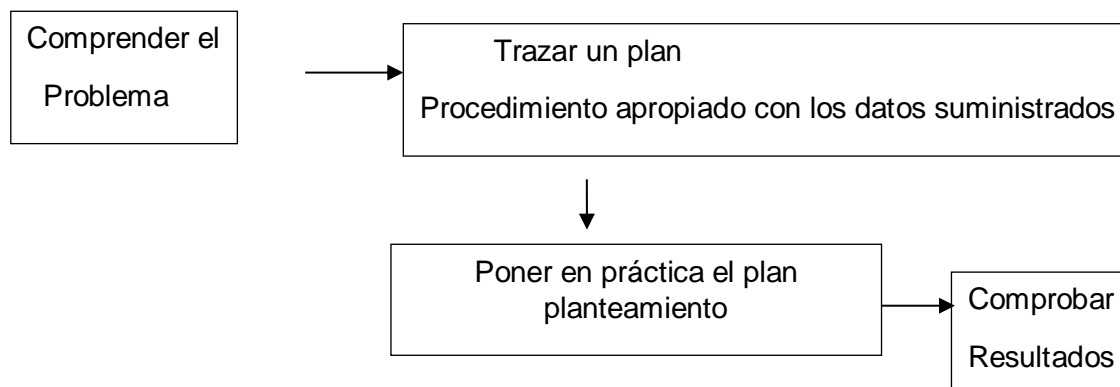 Comprender el
Problema
Trazar un plan
Procedimiento apropiado con los datos suministrados
Poner en práctica el plan
planteamiento
Comprobar
Resultados